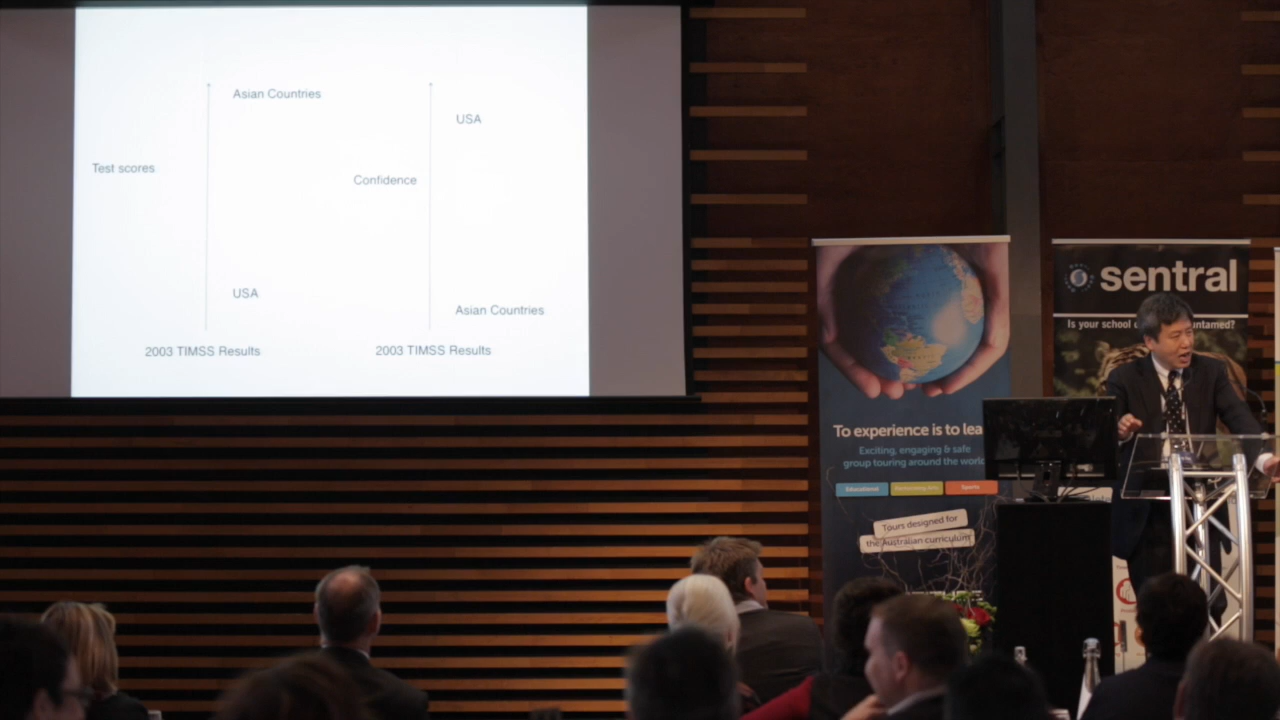 Asian Countries
USA
Test scores
Confidence
USA
Asian Countries
2003 TIMSS Results
2003 TIMSS Results
sentral
Is your school untamed?
To experience is to lea
Exciting, engaging & safe
group touring around the world
Educational
Performing Arts
Sports
Tours designed for
the Australian curriculum